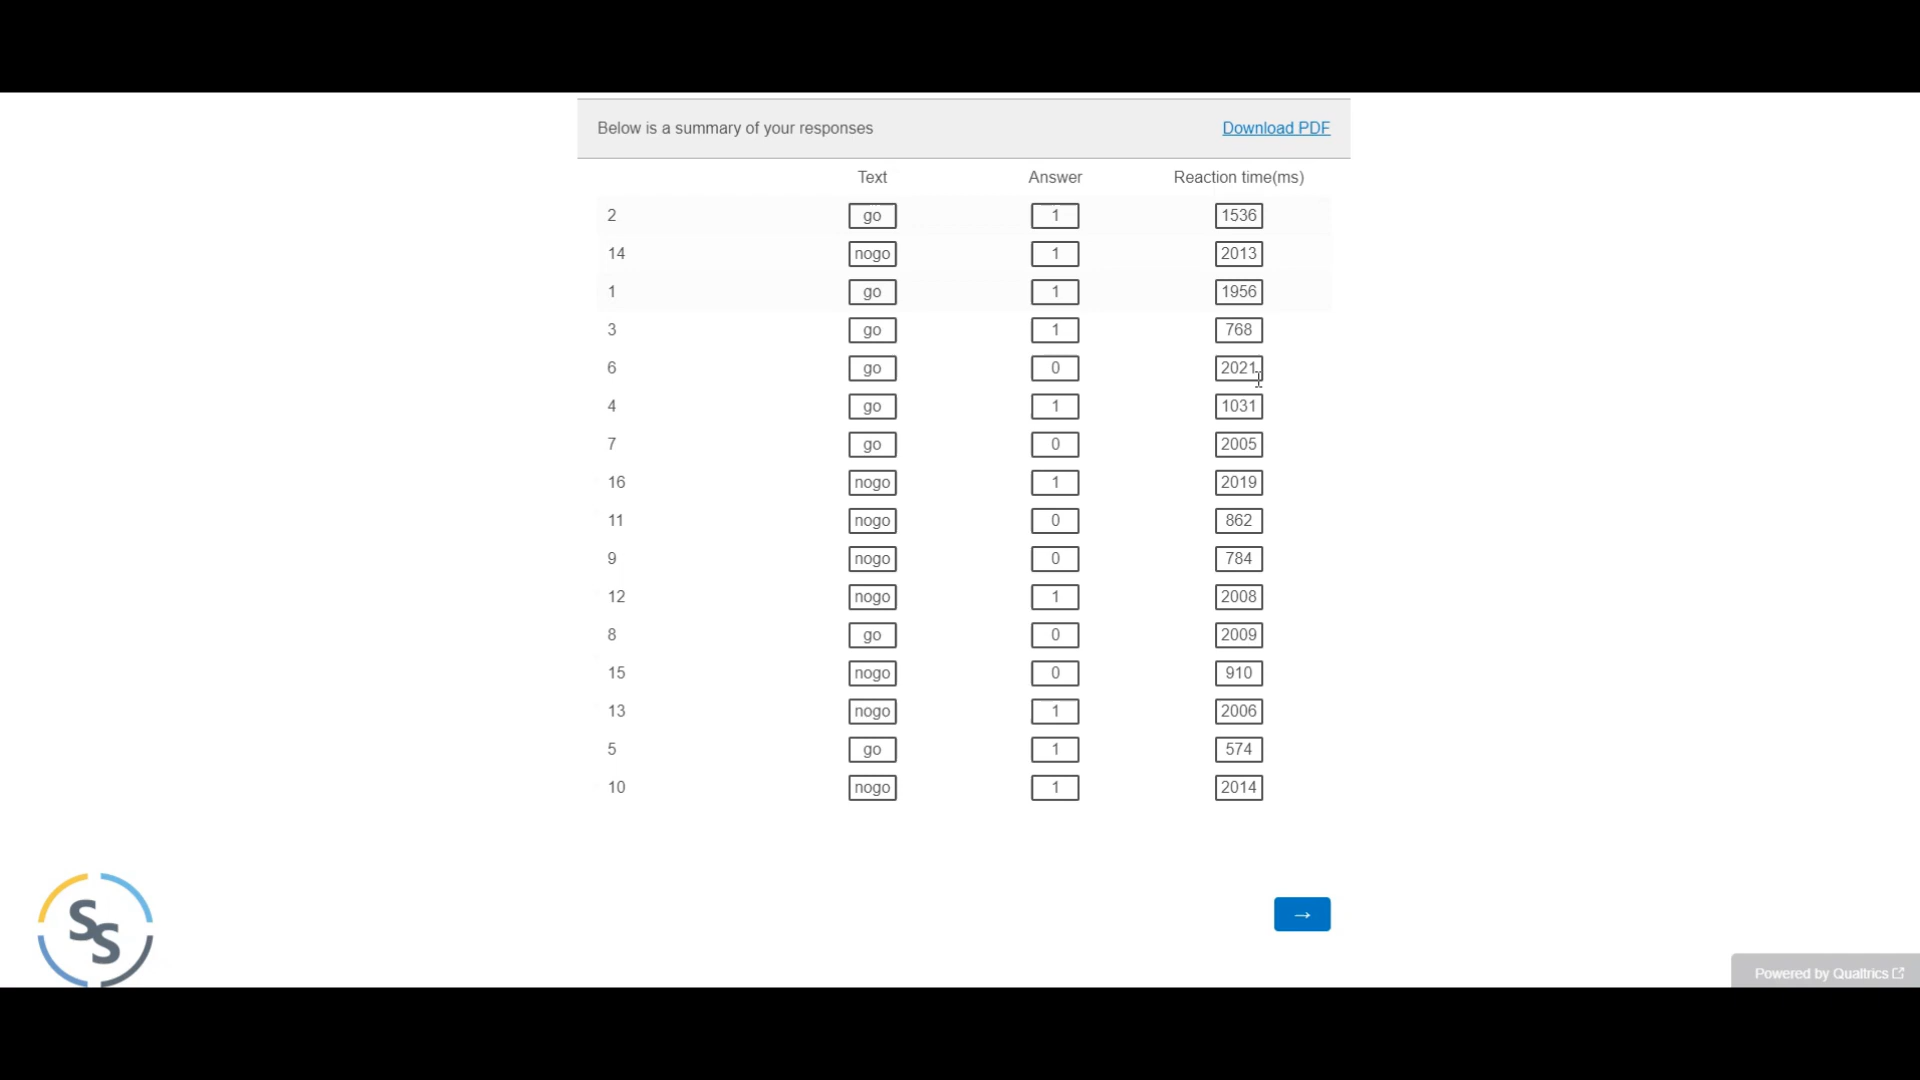 Below is a summary of your responses Download PDF
Text Answer Reaction time(ms)
2 go 1 1536
14 nogo 1 2013
1 go 1 1956
3 go 1 768
6 go 0 2021
4 go 1 1031
7 go 0 2005
16 nogo 1 2019
11 nogo 0 862
9 nogo 0 784
12 nogo 1 2008
8 go 0 2009
15 nogo 0 910
13 nogo 1 2006
5 go 1 574
10 nogo 1 2014
→
SS
Powered by Qualtrics